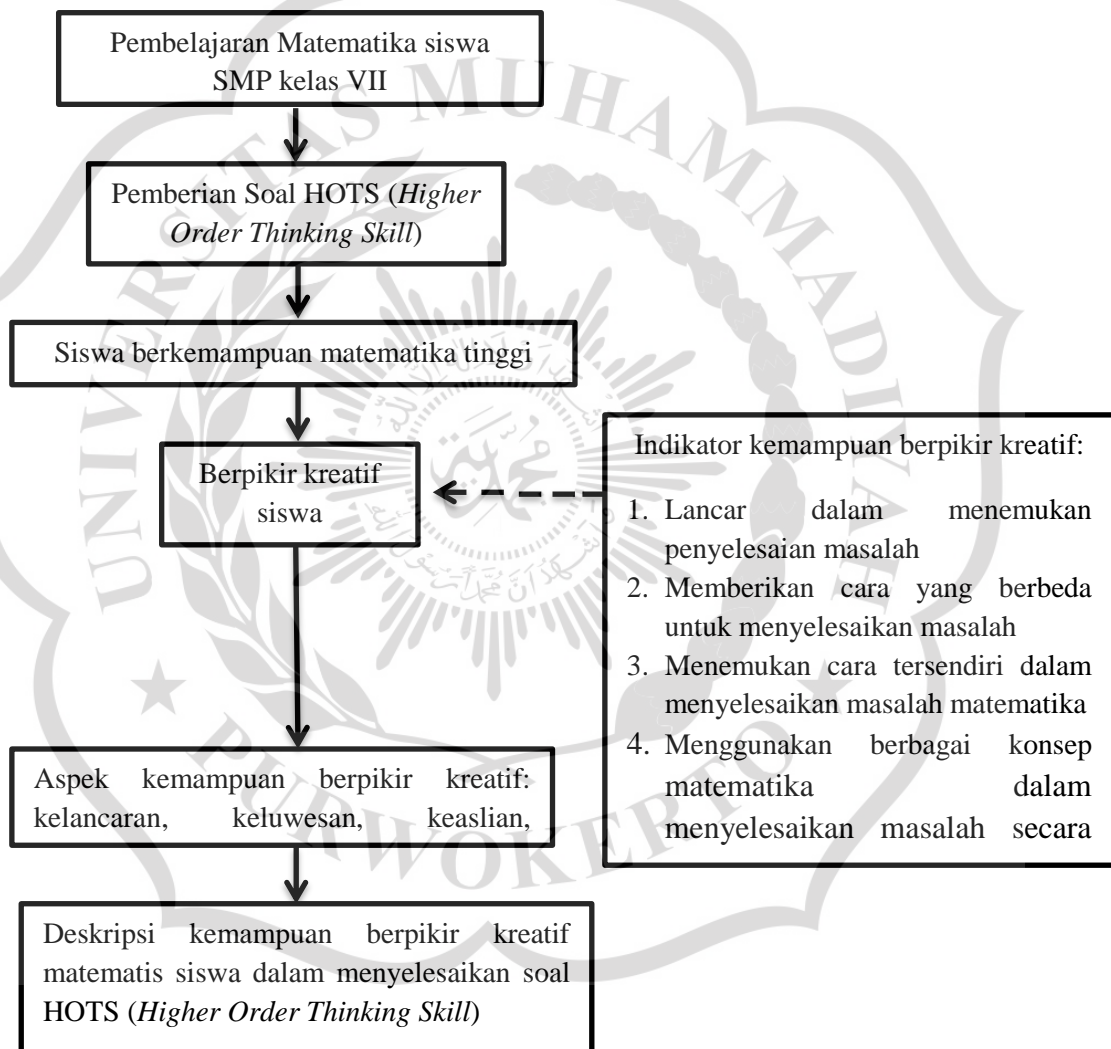 Pembelajaran Matematika siswa
SMP kelas VII
Pemberian Soal HOTS (Higher
Order Thinking Skill)
Siswa berkemampuan matematika tinggi
Berpikir kreatif
siswa
Indikator kemampuan berpikir kreatif:
1. Lancar dalam menemukan
penyelesaian masalah
2. Memberikan cara yang berbeda
untuk menyelesaikan masalah
3. Menemukan cara tersendiri dalam
menyelesaikan masalah matematika
4. Menggunakan berbagai konsep
matematika dalam
menyelesaikan masalah secara
Aspek kemampuan berpikir kreatif:
kelancaran, keluwesan, keaslian,
Deskripsi kemampuan berpikir kreatif
matematis siswa dalam menyelesaikan soal
HOTS (Higher Order Thinking Skill)
UNIVERSITAS MUHAMMADIYAH
PURWOKERTO